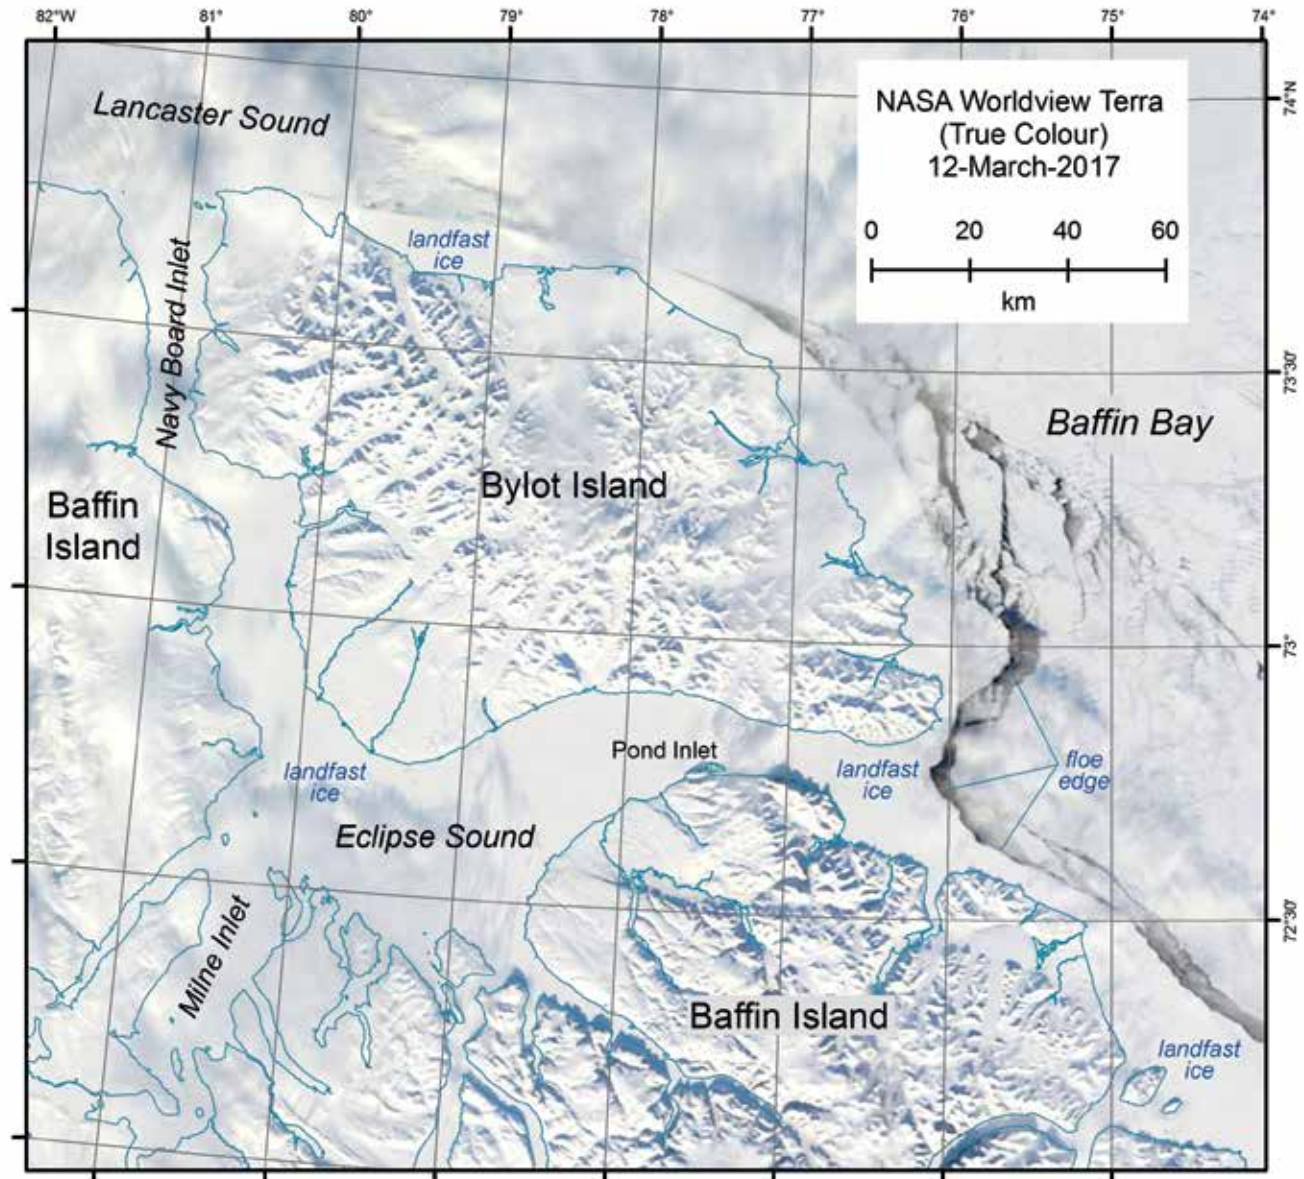 82°W 81° 80° 79° 78° 77° 76° 75° 74°
Lancaster Sound
NASA Worldview Terra
(True Colour)
12-March-2017
0 20 40 60
km
74°N
landfast
ice
Navy Board Inlet
73°30'
Baffin Bay
Baffin
Island
Bylot Island
73°
Pond Inlet
landfast
ice
landfast
ice
floe
edge
Eclipse Sound
72°30'
Milne Inlet
Baffin Island
landfast
ice